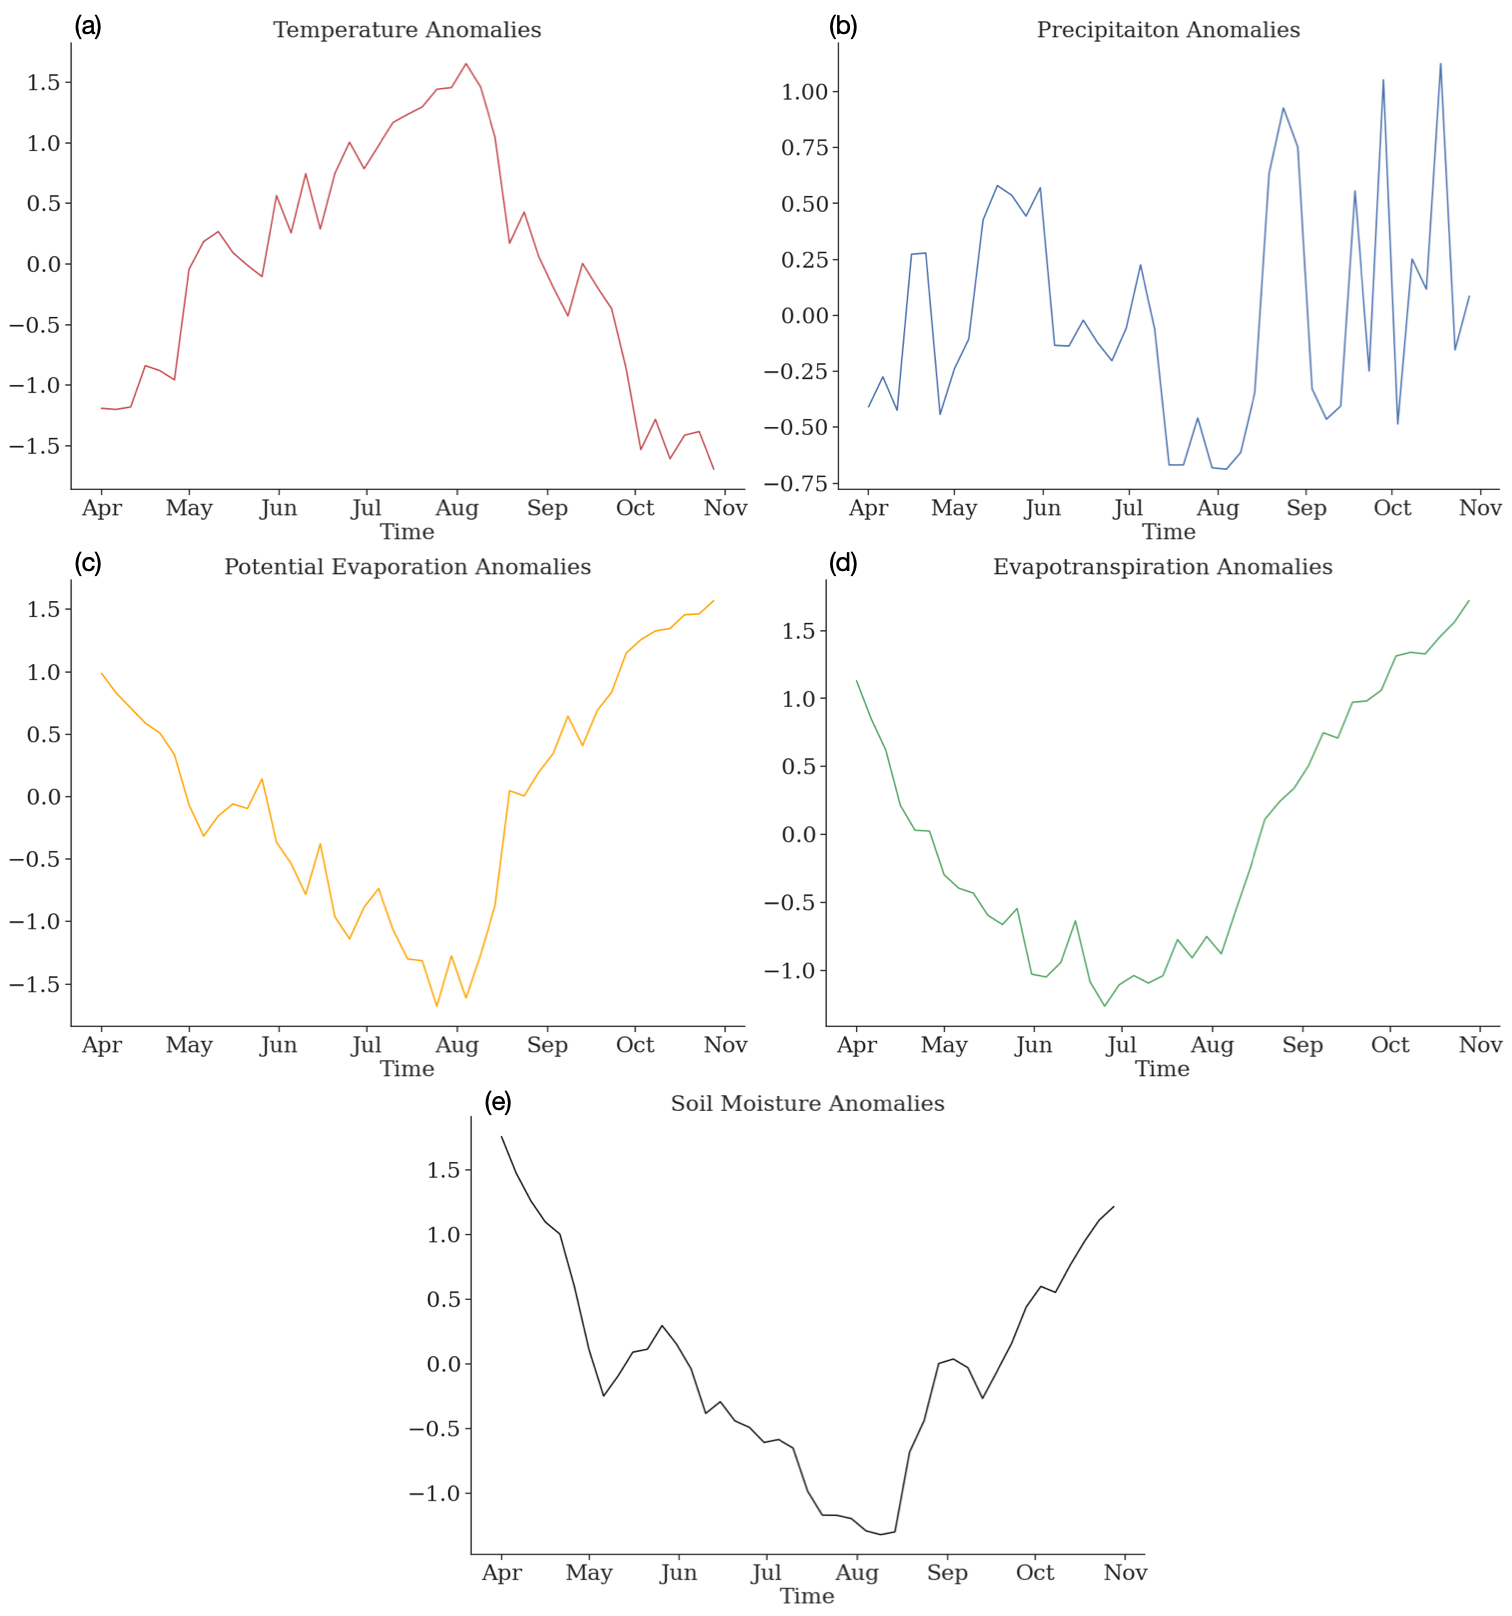 (a)
Temperature Anomalies
1.5
1.0
0.5
0.0
−0.5
−1.0
−1.5
Apr May Jun Jul Aug Sep Oct Nov
Time
(b)
Precipitaiton Anomalies
1.00
0.75
0.50
0.25
0.00
−0.25
−0.50
−0.75
Apr May Jun Jul Aug Sep Oct Nov
Time
(c)
Potential Evaporation Anomalies
1.5
1.0
0.5
0.0
−0.5
−1.0
−1.5
Apr May Jun Jul Aug Sep Oct Nov
Time
(d)
Evapotranspiration Anomalies
1.5
1.0
0.5
0.0
−0.5
−1.0
Apr May Jun Jul Aug Sep Oct Nov
Time
(e)
Soil Moisture Anomalies
1.5
1.0
0.5
0.0
−0.5
−1.0
Apr May Jun Jul Aug Sep Oct Nov
Time